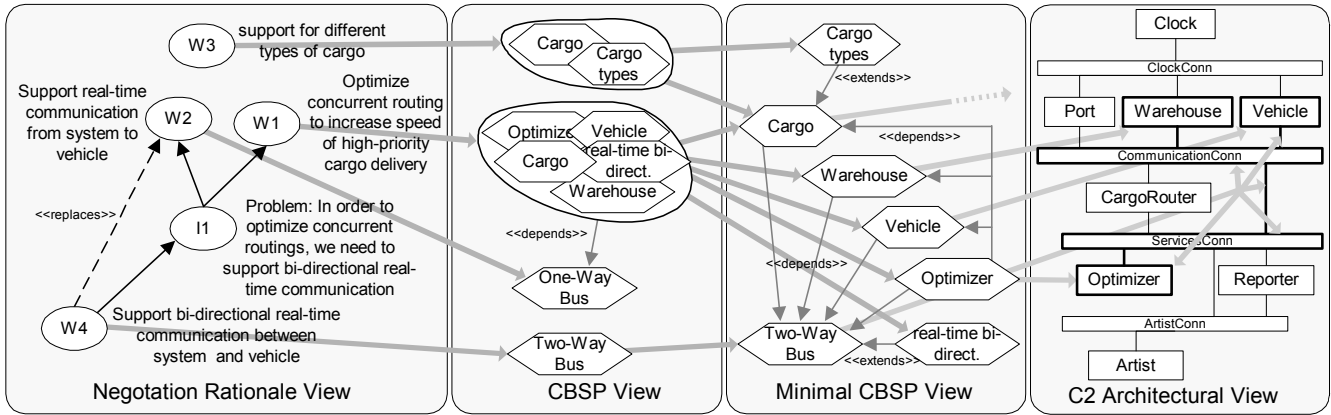 W3
support for different
types of cargo
Support real-time
communication
from system to
vehicle
W2
W1
Optimize
concurrent routing
to increase speed
of high-priority
cargo delivery
<<replaces>>
I1
Problem: In order to
optimize concurrent
routings, we need to
support bi-directional real-
time communication
W4
Support bi-directional real-time
communication between
system and vehicle
Negotation Rationale View
Cargo
Cargo
types
Optimize
Vehicle
Cargo
real-time bi-
direct.
Warehouse
<<depends>>
One-Way
Bus
Two-Way
Bus
CBSP View
Cargo
types
<<extends>>
Cargo
<<depends>>
Warehouse
Vehicle
<<depends>>
Optimizer
Two-Way
Bus
real-time bi-
direct.
<<extends>>
Minimal CBSP View
Clock
ClockConn
Port
Warehouse
Vehicle
CommunicationConn
CargoRouter
ServicesConn
Optimizer
Reporter
ArtistConn
Artist
C2 Architectural View